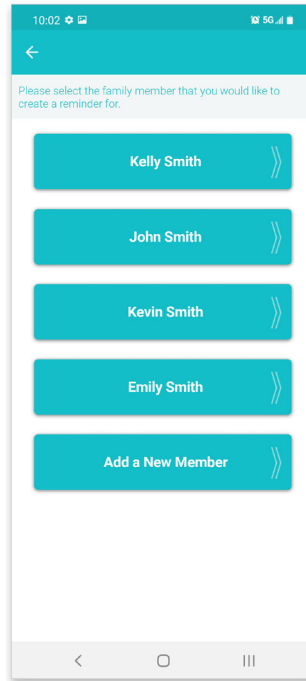 10:02 5G
Please select the family member that you would like to
create a reminder for.
Kelly Smith
John Smith
Kevin Smith
Emily Smith
Add a New Member